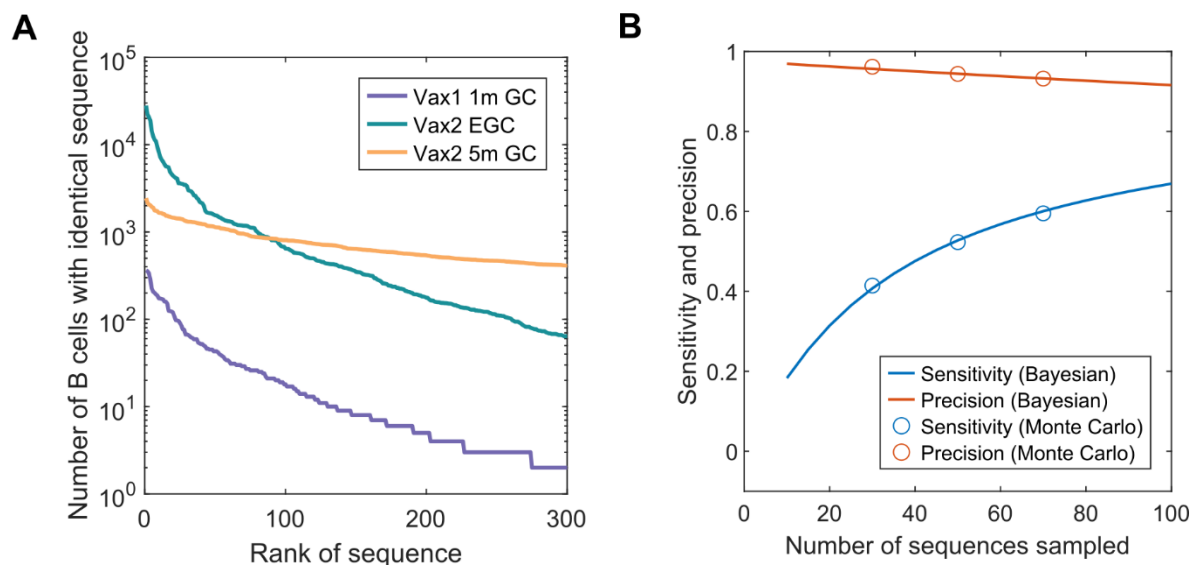 A
Number of B cells with identical sequence
10^5
10^4
10^3
10^2
10^1
10^0
0
100
200
300
Rank of sequence
Vax1 1m GC
Vax2 EGC
Vax2 5m GC
B
Sensitivity and precision
1
0.8
0.6
0.4
0.2
0
0
20
40
60
80
100
Number of sequences sampled
Sensitivity (Bayesian)
Precision (Bayesian)
Sensitivity (Monte Carlo)
Precision (Monte Carlo)